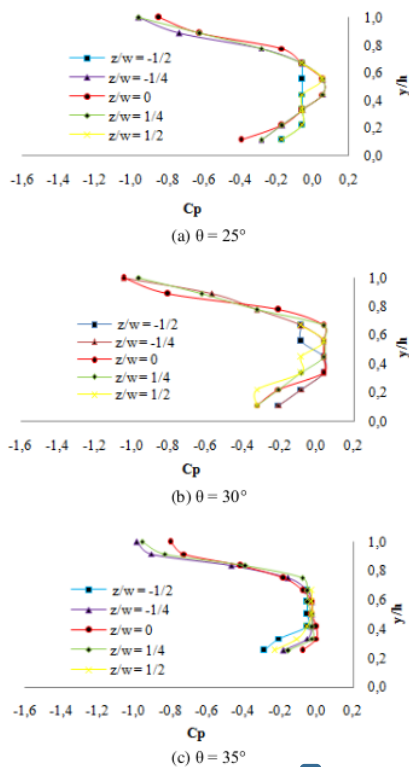 1,0
0,8
0,6
0,4
0,2
0,0
y/h
z/w = -1/2
z/w = -1/4
z/w = 0
z/w = 1/4
z/w = 1/2
-1,6 -1,4 -1,2 -1,0 -0,8 -0,6 -0,4 -0,2 0,0 0,2
Cp
(a) θ = 25°
1,0
0,8
0,6
0,4
0,2
0,0
y/h
z/w = -1/2
z/w = -1/4
z/w = 0
z/w = 1/4
z/w = 1/2
-1,6 -1,4 -1,2 -1,0 -0,8 -0,6 -0,4 -0,2 0,0 0,2
Cp
(b) θ = 30°
1,0
0,8
0,6
0,4
0,2
0,0
y/h
z/w = -1/2
z/w = -1/4
z/w = 0
z/w = 1/4
z/w = 1/2
-1,6 -1,4 -1,2 -1,0 -0,8 -0,6 -0,4 -0,2 0,0 0,2
Cp
(c) θ = 35°